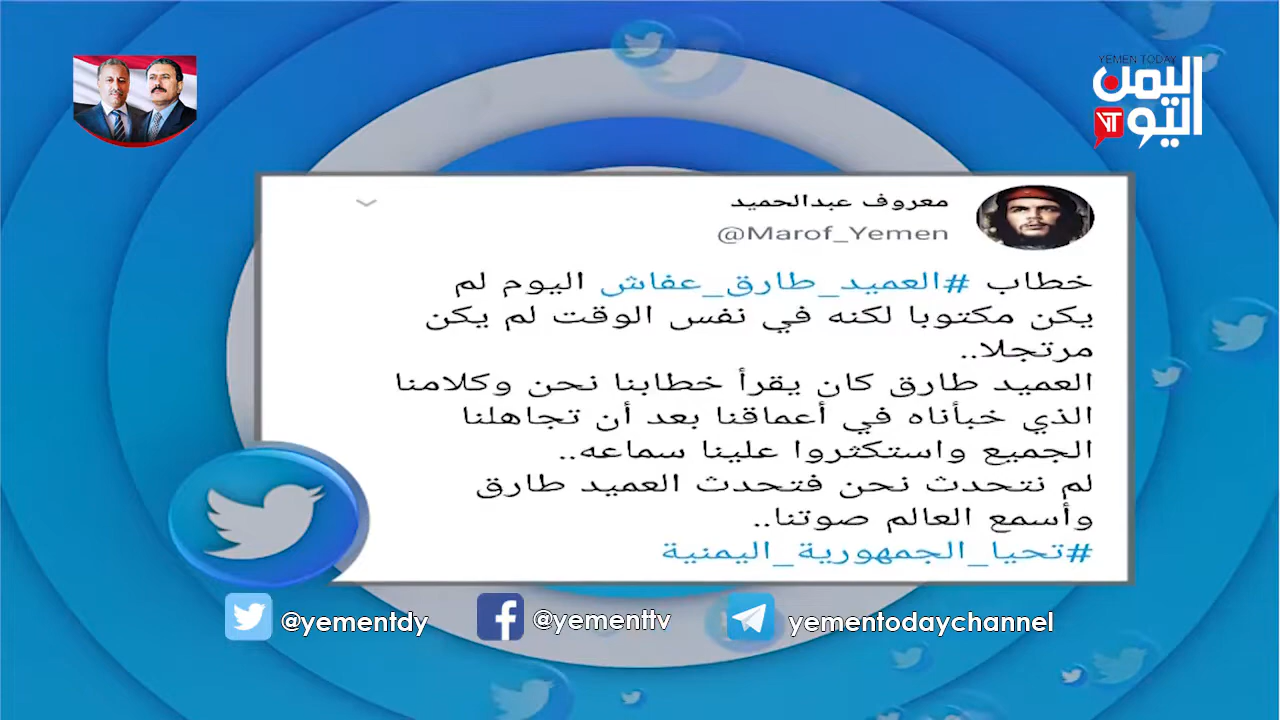 YEMEN TODAY
اليمن
اليوم
YT
معروف عبدالحميد
@Marof_Yemen
خطاب #العميد_طارق_عفاش اليوم لم
يكن مكتوبا لكنه في نفس الوقت لم يكن
مرتجلا..
العميد طارق كان يقرأ خطابنا نحن وكلامنا
الذي خبأناه في أعماقنا بعد أن تجاهلنا
الجميع واستكثروا علينا سماعه..
لم نتحدث نحن فتحدث العميد طارق
وأسمع العالم صوتنا..
#تحيا_الجمهورية_اليمنية
@yementdy
@yementtv
yementodaychannel